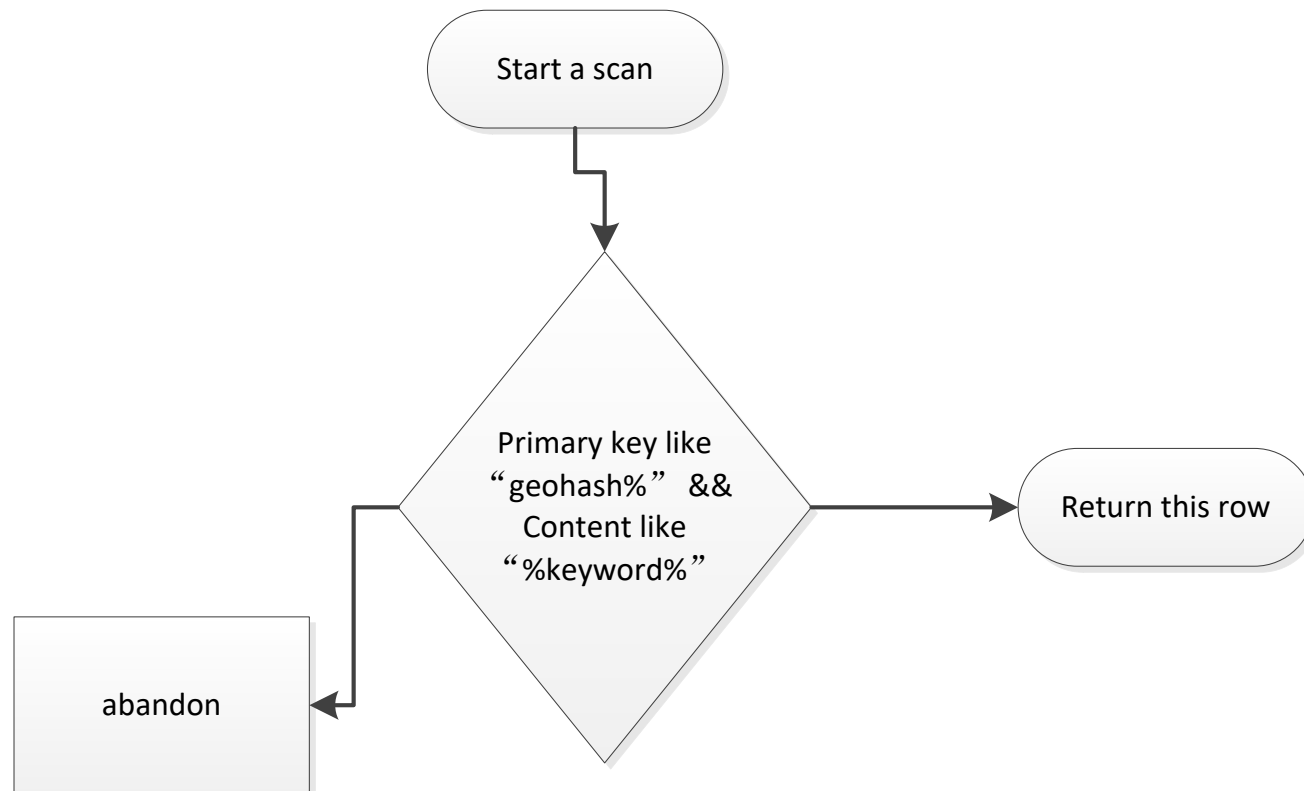 Start a scan
Primary key like
“geohash%” &&
Content like
“%keyword%”
Return this row
abandon